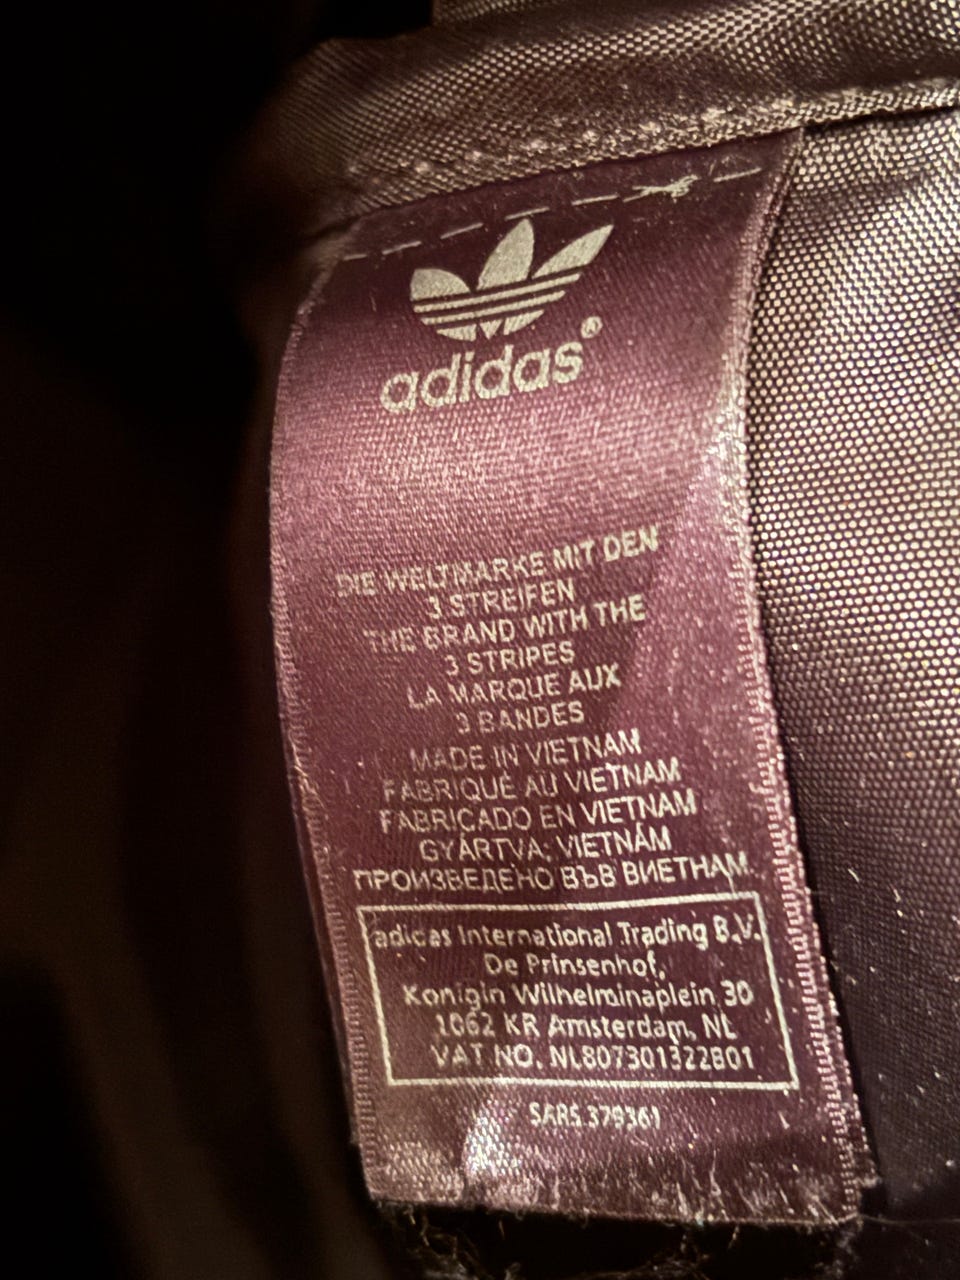 adidas®
DIE WELTMARKE MIT DEN
3 STREIFEN
THE BRAND WITH THE
3 STRIPES
LA MARQUE AUX
3 BANDES
MADE IN VIETNAM
FABRIQUÉ AU VIETNAM
FABRICADO EN VIETNAM
GYÁRTVA: VIETNÁM
ПРОИЗВЕДЕНО ВЪВ ВИЕТНАМ
adidas International Trading B.V.
De Prinsenhof,
Konigin Wilhelminaplein 30
1062 KR Amsterdam, NL
VAT NO. NL807301322B01
SARS.379361